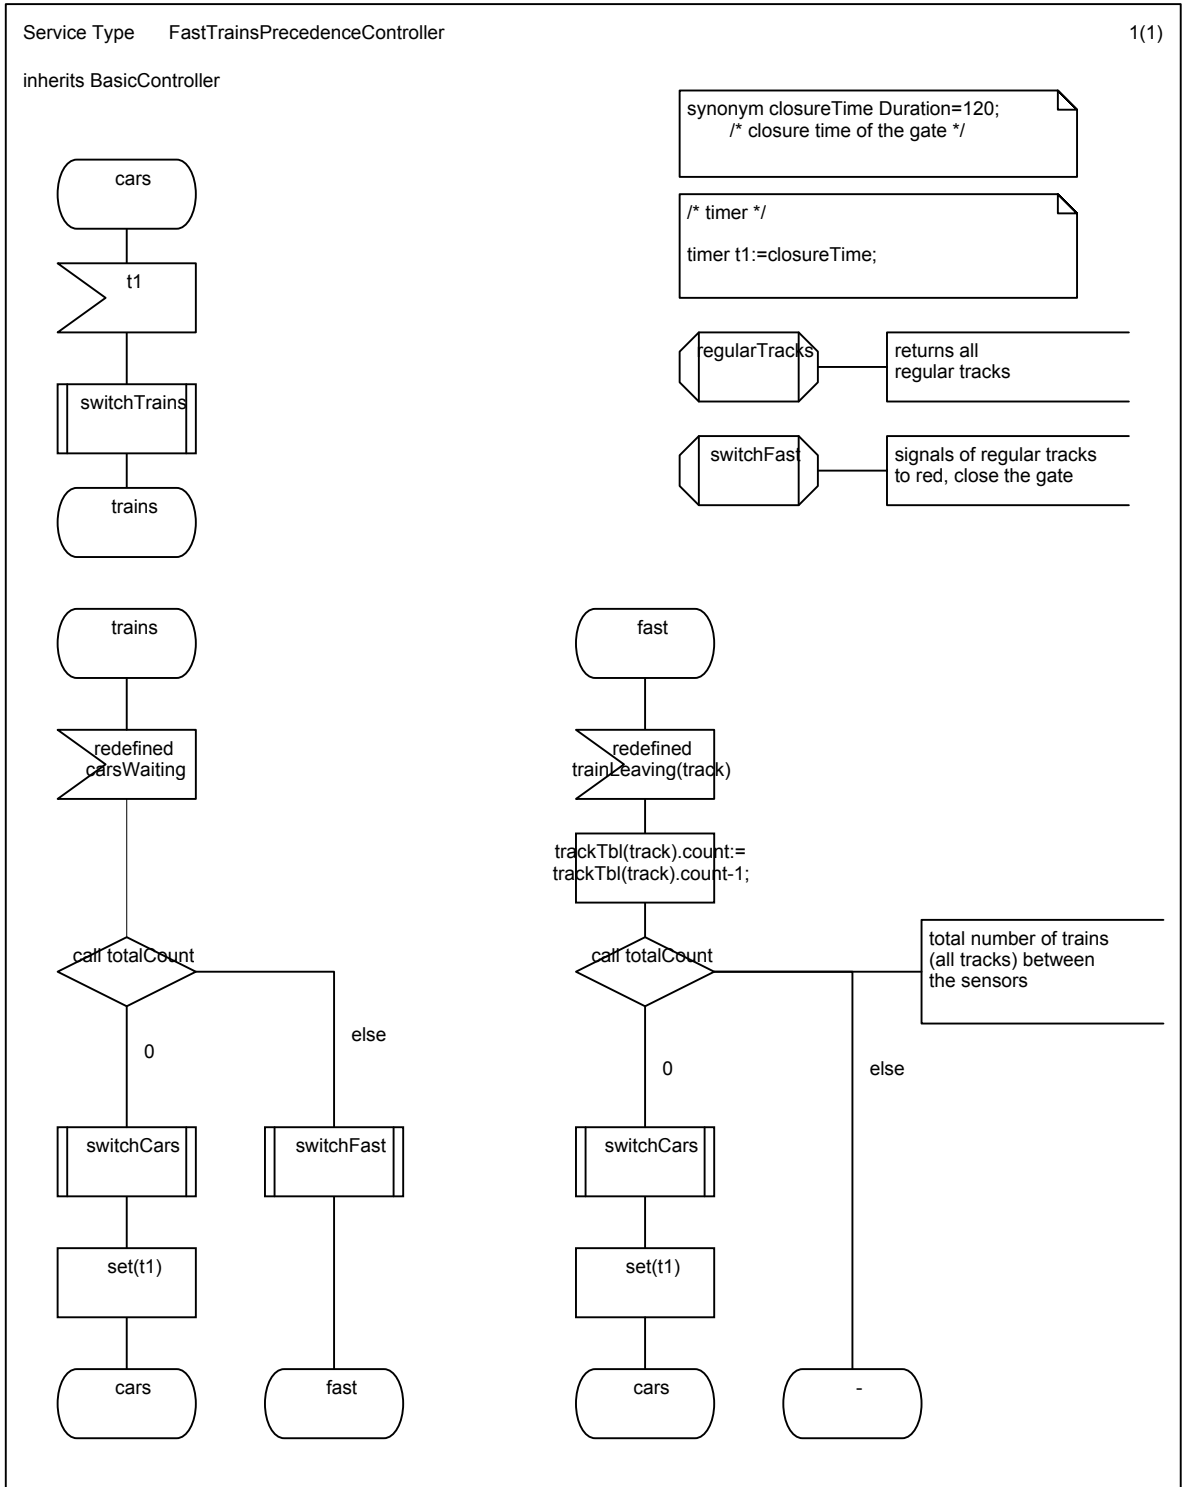 Service Type FastTrainsPrecedenceController 1(1)
inherits BasicController
synonym closureTime Duration=120;
/* closure time of the gate */
cars
/* timer */
timer t1:=closureTime;
t1
regularTracks
returns all
regular tracks
switchTrains
switchFast
signals of regular tracks
to red, close the gate
trains
trains
redefined
carsWaiting
call totalCount
0
else
switchCars
switchFast
set(t1)
cars
fast
fast
redefined
trainLeaving(track)
trackTbl(track).count:=
trackTbl(track).count-1;
call totalCount
total number of trains
(all tracks) between
the sensors
0
else
switchCars
set(t1)
cars
-